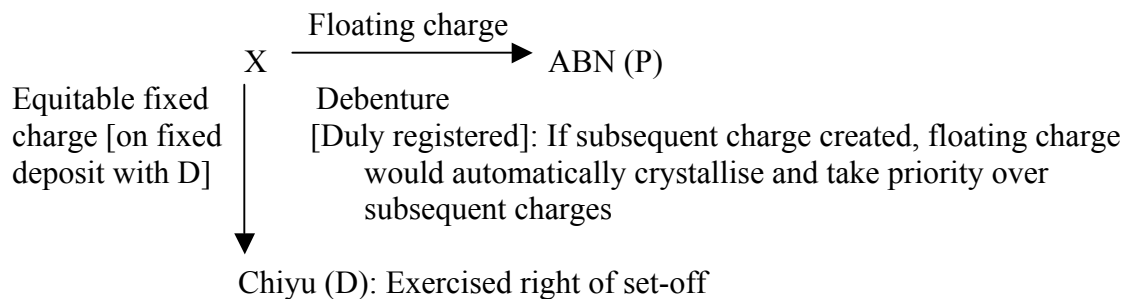 Floating charge
X ABN (P)
Equitable fixed
charge [on fixed
deposit with D]
Debenture
[Duly registered]: If subsequent charge created, floating charge
would automatically crystallise and take priority over
subsequent charges
Chiyu (D): Exercised right of set-off